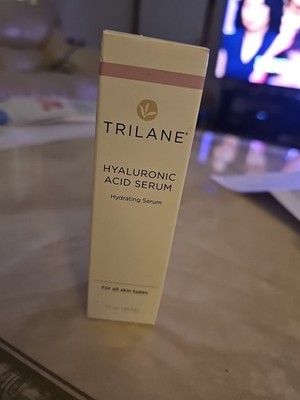 TRILANE®
HYALURONIC
ACID SERUM
Hydrating Serum
For all skin types